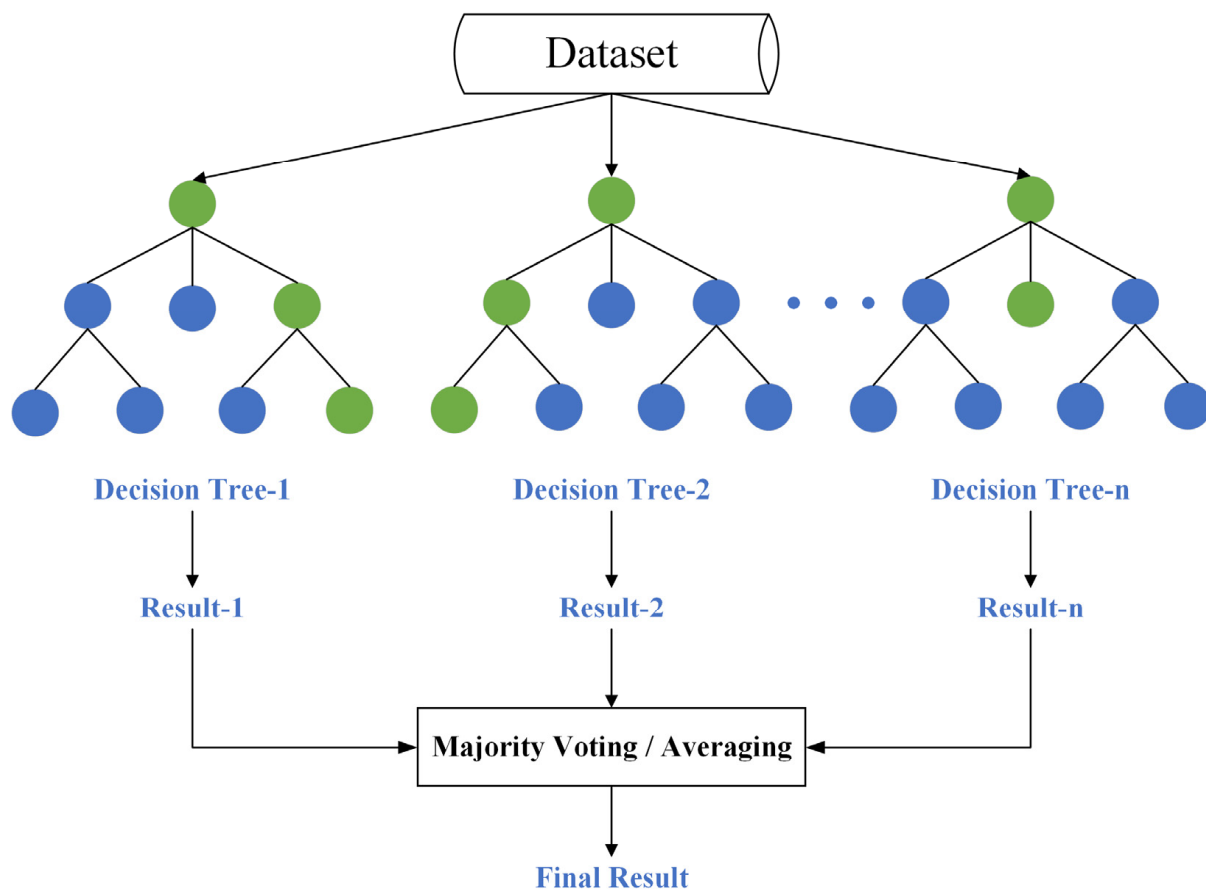 Dataset
Decision Tree-1
Decision Tree-2
Decision Tree-n
Result-1
Result-2
Result-n
Majority Voting / Averaging
Final Result